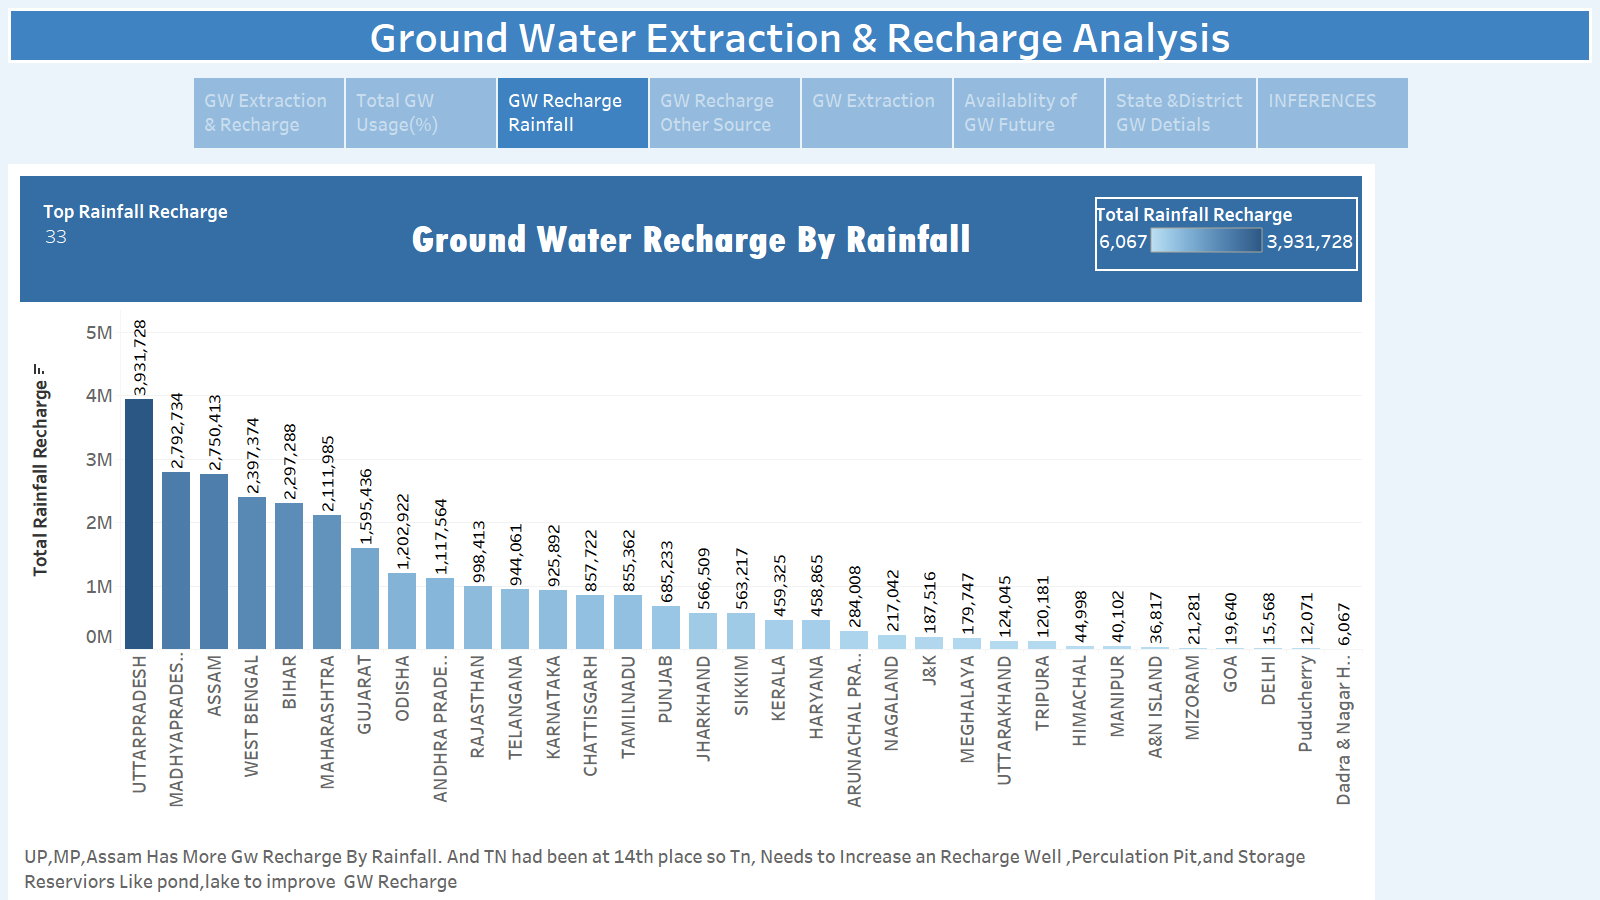 Ground Water Extraction & Recharge Analysis
GW Extraction
& Recharge
Total GW
Usage(%)
GW Recharge
Rainfall
GW Recharge
Other Source
GW Extraction
Availablity of
GW Future
State &District
GW Detials
INFERENCES
Top Rainfall Recharge
33
Ground Water Recharge By Rainfall
Total Rainfall Recharge
6,067
3,931,728
Total Rainfall Recharge
5M
4M
3M
2M
1M
0M
3,931,728
2,792,734
2,750,413
2,397,374
2,297,288
2,111,985
1,595,436
1,202,922
1,117,564
998,413
944,061
925,892
857,722
855,362
685,233
566,509
563,217
459,325
458,865
284,008
217,042
187,516
179,747
124,045
120,181
44,998
40,102
36,817
21,281
19,640
15,568
12,071
6,067
UTTARPRADESH
MADHYAPRADES..
ASSAM
WEST BENGAL
BIHAR
MAHARASHTRA
GUJARAT
ODISHA
ANDHRA PRADE..
RAJASTHAN
TELANGANA
KARNATAKA
CHATTISGARH
TAMILNADU
PUNJAB
JHARKHAND
SIKKIM
KERALA
HARYANA
ARUNACHAL PRA..
NAGALAND
J&K
MEGHALAYA
UTTARAKHAND
TRIPURA
HIMACHAL
MANIPUR
A&N ISLAND
MIZORAM
GOA
DELHI
Puducherry
Dadra & Nagar H..
UP,MP,Assam Has More Gw Recharge By Rainfall. And TN had been at 14th place so Tn, Needs to Increase an Recharge Well ,Perculation Pit,and Storage
Reserviors Like pond,lake to improve  GW Recharge